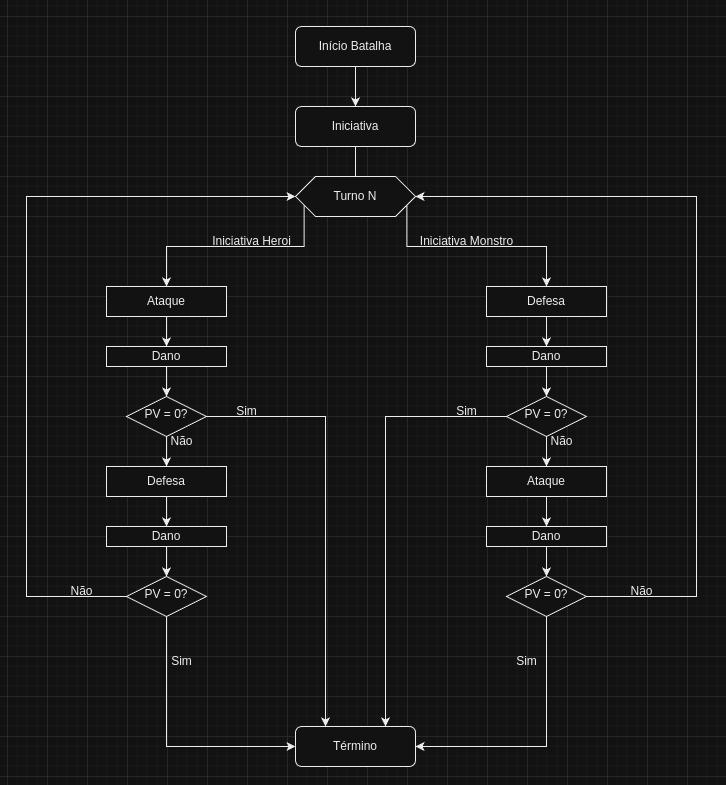 Início Batalha
Iniciativa
Turno N
Iniciativa Heroi
Iniciativa Monstro
Ataque
Defesa
Dano
Dano
PV = 0?
Sim
Sim
PV = 0?
Não
Não
Defesa
Ataque
Dano
Dano
Não
PV = 0?
PV = 0?
Não
Sim
Sim
Término